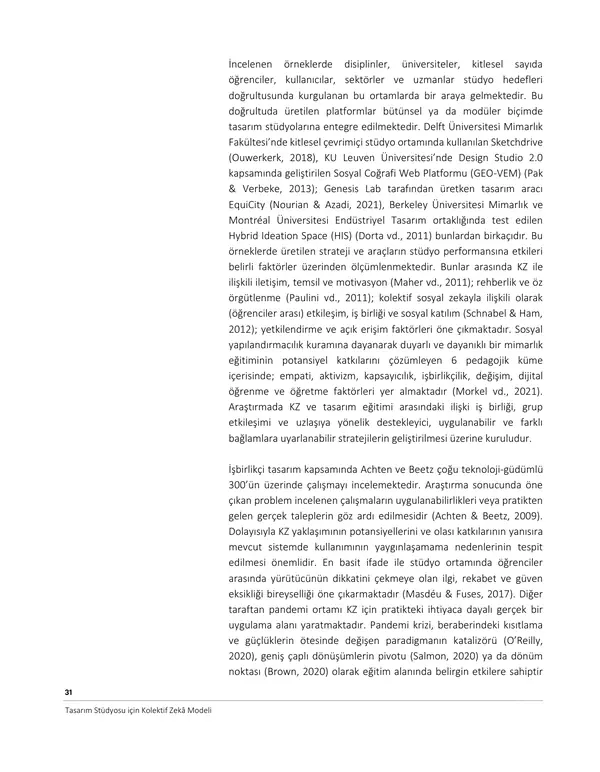 İncelenen örneklerde disiplinler, üniversiteler, kitlesel sayıda
öğrenciler, kullanıcılar, sektörler ve uzmanlar stüdyo hedefleri
doğrultusunda kurgulanan bu ortamlarda bir araya gelmektedir. Bu
doğrultuda üretilen platformlar bütünsel ya da modüler biçimde
tasarım stüdyolarına entegre edilmektedir. Delft Üniversitesi Mimarlık
Fakültesi’nde kitlesel çevrimiçi stüdyo ortamında kullanılan Sketchdrive
(Ouwerkerk, 2018), KU Leuven Üniversitesi’nde Design Studio 2.0
kapsamında geliştirilen Sosyal Coğrafi Web Platformu (GEO-VEM) (Pak
& Verbeke, 2013); Genesis Lab tarafından üretken tasarım aracı
EquiCity (Nourian & Azadi, 2021), Berkeley Üniversitesi Mimarlık ve
Montréal Üniversitesi Endüstriyel Tasarım ortaklığında test edilen
Hybrid Ideation Space (HIS) (Dorta vd., 2011) bunlardan birkaçıdır. Bu
örneklerde üretilen strateji ve araçların stüdyo performansına etkileri
belirli faktörler üzerinden ölçümlenmektedir. Bunlar arasında KZ ile
ilişkili iletişim, temsil ve motivasyon (Maher vd., 2011); rehberlik ve öz
örgütlenme (Paulini vd., 2011); kolektif sosyal zekayla ilişkili olarak
(öğrenciler arası) etkileşim, iş birliği ve sosyal katılım (Schnabel & Ham,
2012); yetkilendirme ve açık erişim faktörleri öne çıkmaktadır. Sosyal
yapılandırmacılık kuramına dayanarak duyarlı ve dayanıklı bir mimarlık
eğitiminin potansiyel katkılarını çözümleyen 6 pedagojik küme
içerisinde; empati, aktivizm, kapsayıcılık, işbirlikçilik, değişim, dijital
öğrenme ve öğretme faktörleri yer almaktadır (Morkel vd., 2021).
Araştırmada KZ ve tasarım eğitimi arasındaki ilişki iş birliği, grup
etkileşimi ve uzlaşıya yönelik destekleyici, uygulanabilir ve farklı
bağlamlara uyarlanabilir stratejilerin geliştirilmesi üzerine kuruludur.
İşbirlikçi tasarım kapsamında Achten ve Beetz çoğu teknoloji-güdümlü
300’ün üzerinde çalışmayı incelemektedir. Araştırma sonucunda öne
çıkan problem incelenen çalışmaların uygulanabilirlikleri veya pratikten
gelen gerçek taleplerin göz ardı edilmesidir (Achten & Beetz, 2009).
Dolayısıyla KZ yaklaşımının potansiyellerini ve olası katkılarının yanısıra
mevcut sistemde kullanımının yaygınlaşamama nedenlerinin tespit
edilmesi önemlidir. En basit ifade ile stüdyo ortamında öğrenciler
arasında yürütücünün dikkatini çekmeye olan ilgi, rekabet ve güven
eksikliği bireyselliği öne çıkarmaktadır (Masdéu & Fuses, 2017). Diğer
taraftan pandemi ortamı KZ için pratikteki ihtiyaca dayalı gerçek bir
uygulama alanı yaratmaktadır. Pandemi krizi, beraberindeki kısıtlama
ve güçlüklerin ötesinde değişen paradigmanın katalizörü (O’Reilly,
2020), geniş çaplı dönüşümlerin pivotu (Salmon, 2020) ya da dönüm
noktası (Brown, 2020) olarak eğitim alanında belirgin etkilere sahiptir
31
Tasarım Stüdyosu için Kolektif Zekâ Modeli